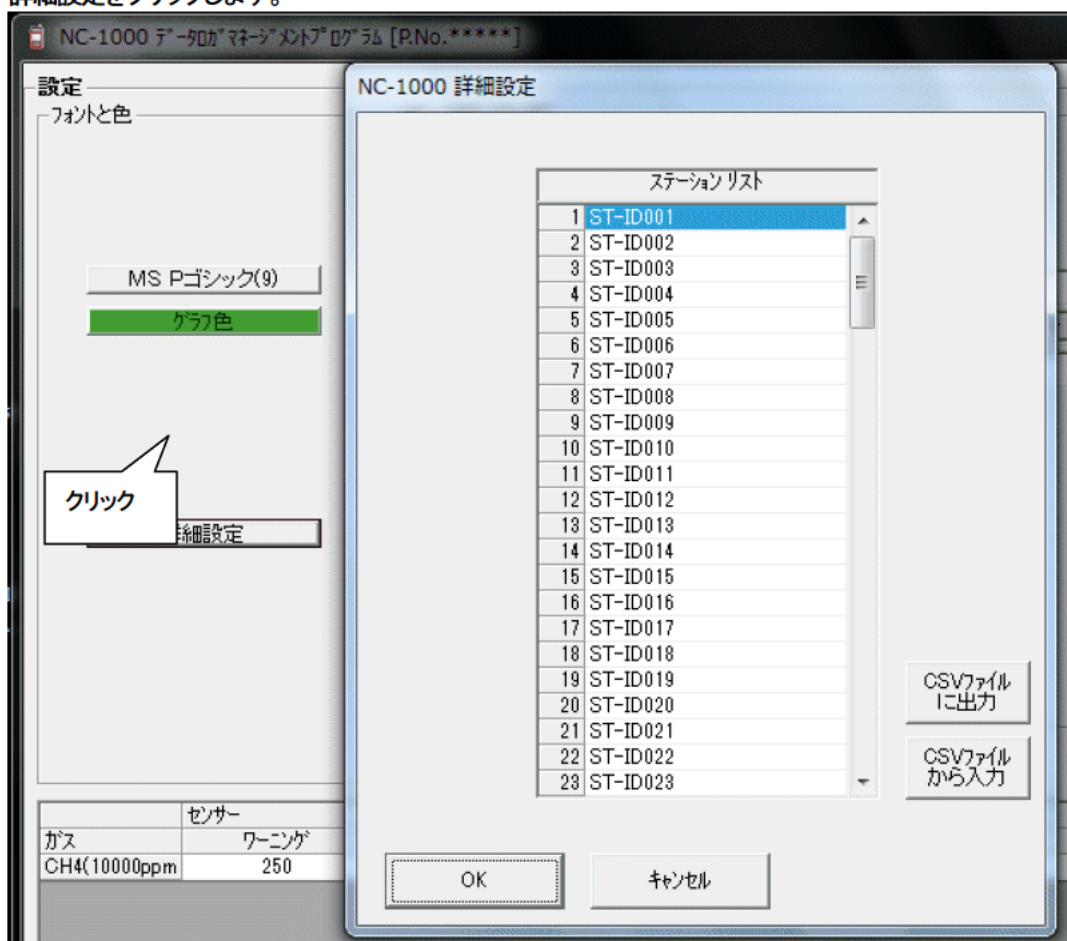 詳細設定をクリックします。
NC-1000 ﾃﾞｰﾀﾛｶﾞﾏﾈｰｼﾞﾒﾝﾄﾌﾟﾛｸﾞﾗﾑ [P.No.*****]
設定
ﾌｫﾝﾄと色
MS Pゴシック(9)
ｸﾞﾗﾌ色
クリック
細設定
NC-1000 詳細設定
ｽﾃｰｼｮﾝ ﾘｽﾄ
1 ST-ID001
2 ST-ID002
3 ST-ID003
4 ST-ID004
5 ST-ID005
6 ST-ID006
7 ST-ID007
8 ST-ID008
9 ST-ID009
10 ST-ID010
11 ST-ID011
12 ST-ID012
13 ST-ID013
14 ST-ID014
15 ST-ID015
16 ST-ID016
17 ST-ID017
18 ST-ID018
19 ST-ID019
20 ST-ID020
21 ST-ID021
22 ST-ID022
23 ST-ID023
CSVﾌｧｲﾙ
に出力
CSVﾌｧｲﾙ
から入力
OK
ｷｬﾝｾﾙ
センサー
ｶﾞｽ ﾜｰﾆﾝｸﾞ
CH4(10000ppm 250